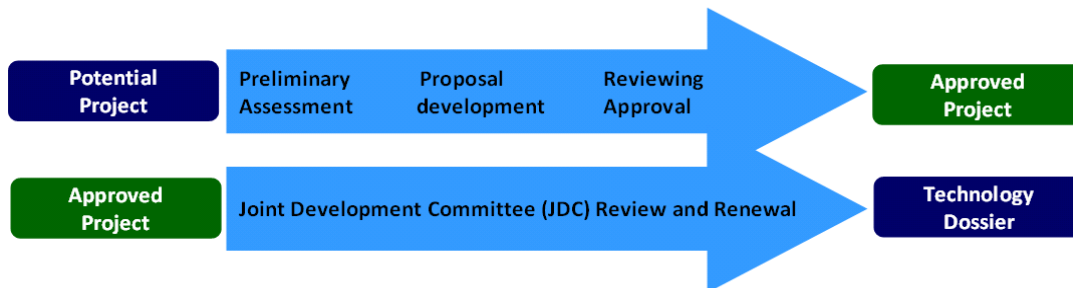 Potential
Project
Preliminary
Assessment
Proposal
development
Reviewing
Approval
Approved
Project
Approved
Project
Joint Development Committee (JDC) Review and Renewal
Technology
Dossier